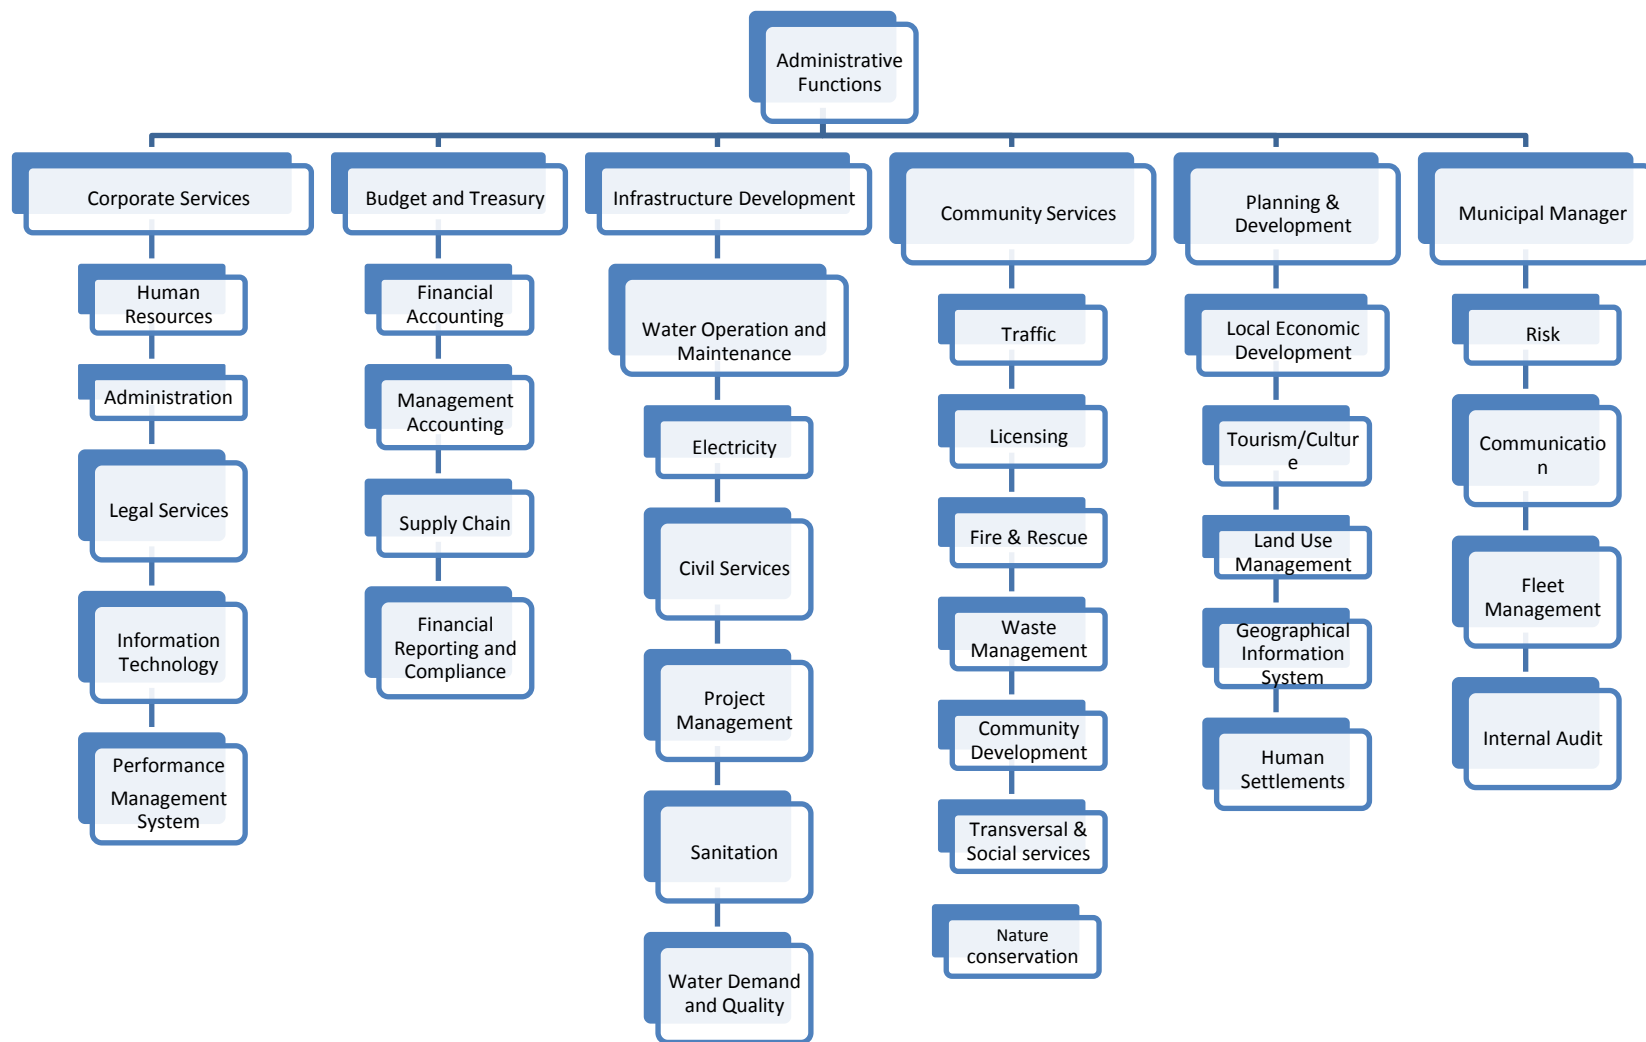 Administrative
Functions
Corporate Services
Human
Resources
Administration
Legal Services
Information
Technology
Performance
Management
System
Budget and Treasury
Financial
Accounting
Management
Accounting
Supply Chain
Financial
Reporting and
Compliance
Infrastructure Development
Water Operation and
Maintenance
Electricity
Civil Services
Project
Management
Sanitation
Water Demand
and Quality
Community Services
Traffic
Licensing
Fire & Rescue
Waste
Management
Community
Development
Transversal &
Social services
Nature
conservation
Planning &
Development
Local Economic
Development
Tourism/Cultur
e
Land Use
Management
Geographical
Information
System
Human
Settlements
Municipal Manager
Risk
Communicatio
n
Fleet
Management
Internal Audit